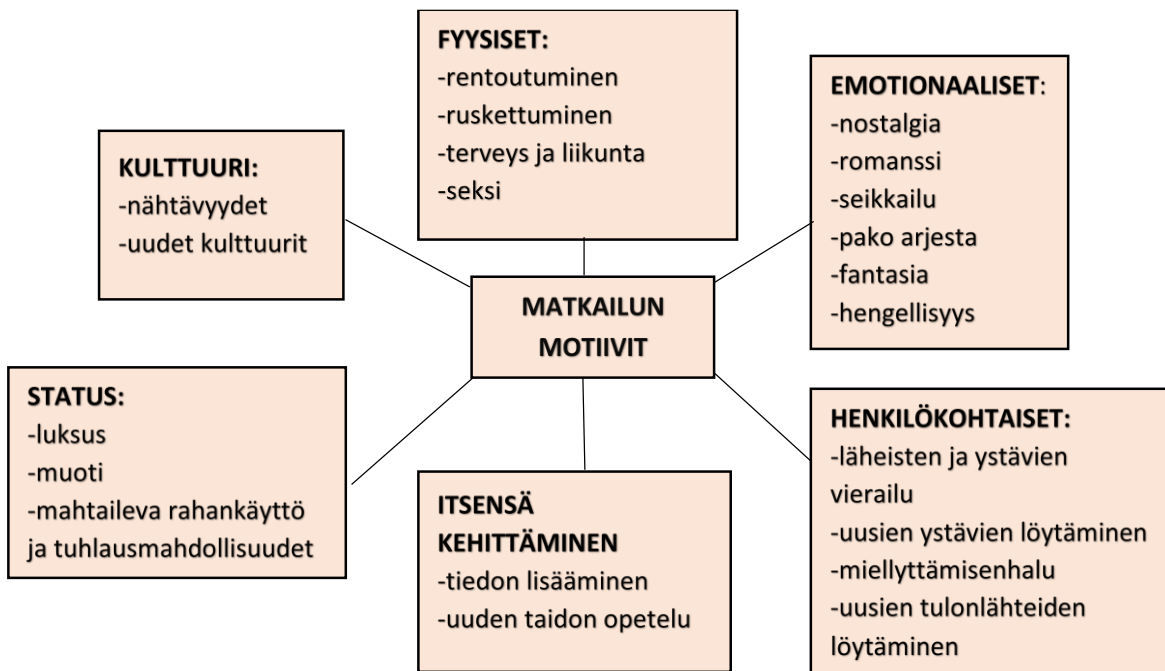 FYYSISET:
-rentoutuminen
-ruskettuminen
-terveys ja liikunta
-seksi
EMOTIONAALISET:
-nostalgia
-romanssi
-seikkailu
-pako arjesta
-fantasia
-hengellisyys
KULTTUURI:
-nähtävyydet
-uudet kulttuurit
MATKAILUN
MOTIIVIT
STATUS:
-luksus
-muoti
-mahtaileva rahankäyttö
ja tuhlausmahdollisuudet
ITSENSÄ
KEHITTÄMINEN
-tiedon lisääminen
-uuden taidon opetelu
HENKILÖKOHTAISET:
-läheisten ja ystävien
vierailu
-uusien ystävien löytäminen
-miellyttämisenhalu
-uusien tulonlähteiden
löytäminen